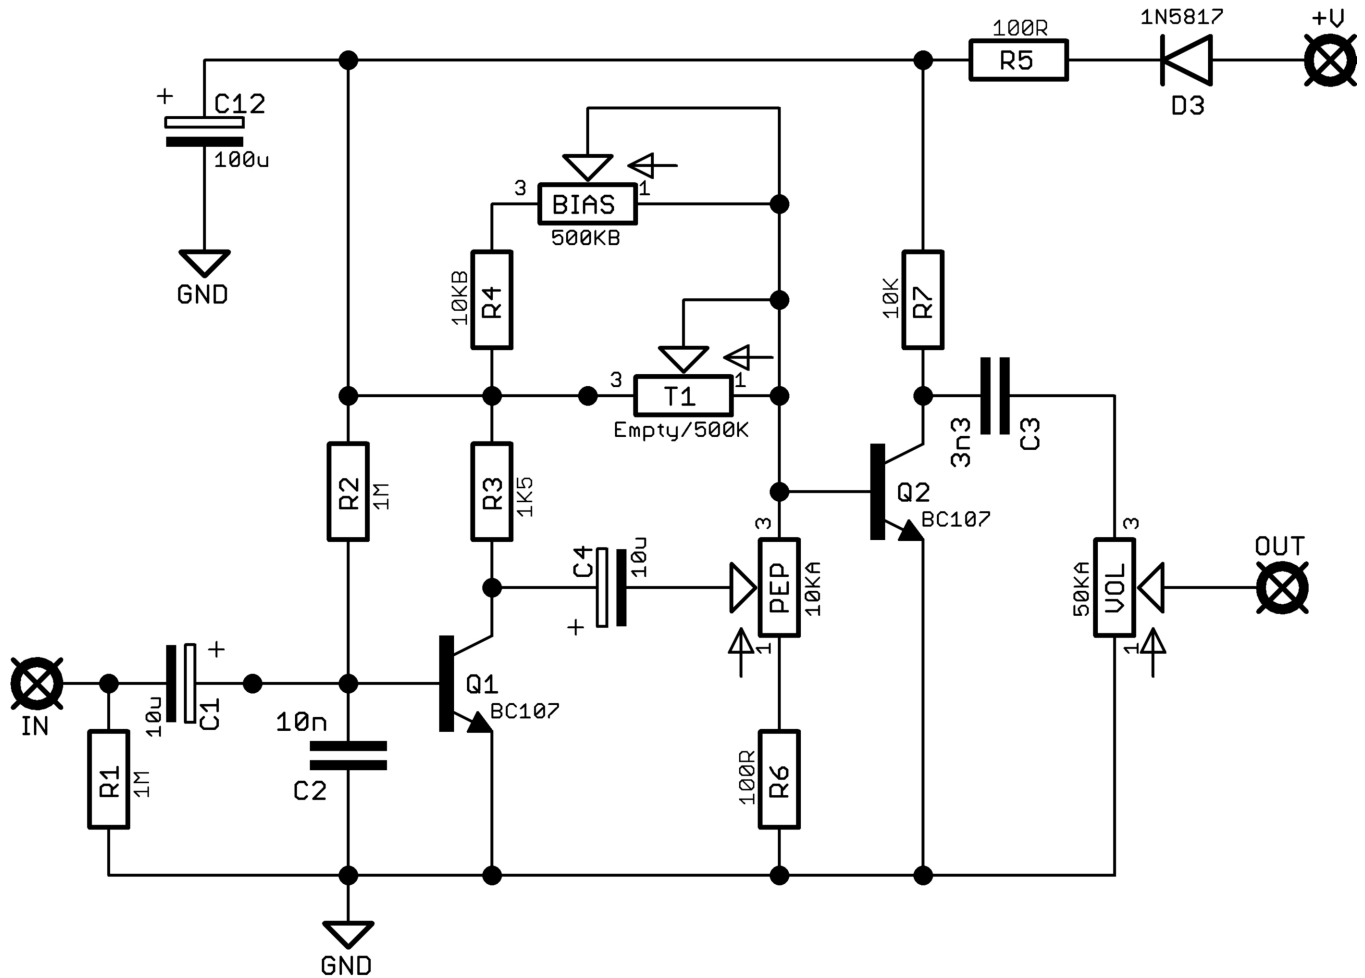 1N5817
+V
100R
R5
D3
+
C12
100u
GND
3
1
BIAS
500KB
10KB
R4
10K
R7
3
1
T1
Empty/500K
3n3
C3
R2
1M
R3
1K5
Q2
BC107
3
C4
10u
+
PEP
10KA
1
3
50KA
VOL
1
OUT
+
IN
10u
C1
Q1
BC107
10n
C2
R1
1M
100R
R6
GND